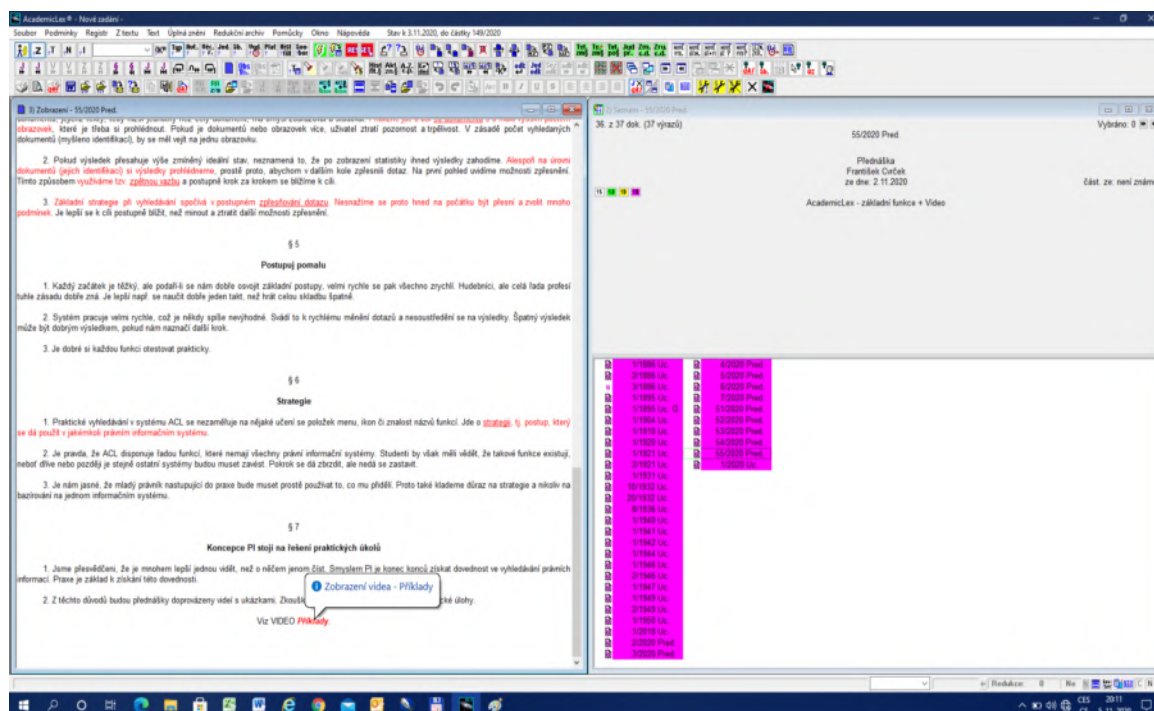 AcademicLex ® - Nové zadání -
Soubor Podmínky Registr Z textu Text Úplná znění Redukční archiv Pomůcky Okno Nápověda Stav k 3.11.2020, do částky 149/2020
3) Zobrazení - 55/2020 Pred.
obrazovek, které je třeba si prohlédnout. Pokud je dokumentů nebo obrazovek více, uživatel ztratí pozornost a trpělivost. V zásadě počet vyhledaných
dokumentů (myšleno identifikací), by se měl vejít na jednu obrazovku.
2. Pokud výsledek přesahuje výše zmíněný ideální stav, neznamená to, že po zobrazení statistiky ihned výsledky zahodíme. Alespoň na úrovni
dokumentů (jejich identifikací) si výsledky prohlédneme, prostě proto, abychom v dalším kole zpřesnili dotaz. Na první pohled uvidíme možnosti zpřesnění.
Tímto způsobem využíváme tzv. zpětnou vazbu a postupně krok za krokem se blížíme k cíli.
3. Základní strategie při vyhledávání spočívá v postupném zpřesňování dotazu. Nesnažíme se proto hned na počátku být přesní a zvolit mnoho
podmínek. Je lepší se k cíli postupně blížit, než minout a ztratit další možnosti zpřesnění.
§ 5
Postupuj pomalu
1. Každý začátek je těžký, ale podaří-li se nám dobře osvojit základní postupy, velmi rychle se pak všechno zrychlí. Hudebníci, ale celá řada profesí
tuhle zásadu dobře zná. Je lepší např. se naučit dobře jeden takt, než hrát celou skladbu špatně.
2. Systém pracuje velmi rychle, což je někdy spíše nevýhodné. Svádí to k rychlému měnění dotazů a nesoustředění se na výsledky. Špatný výsledek
může být dobrým výsledkem, pokud nám naznačí další krok.
3. Je dobré si každou funkci otestovat prakticky.
§ 6
Strategie
1. Praktické vyhledávání v systému ACL se nezaměřuje na nějaké učení se položek menu, ikon či znalost názvů funkcí. Jde o strategii, tj. postup, který
se dá použít v jakémkoli právním informačním systému.
2. Je pravda, že ACL disponuje řadou funkcí, které nemají všechny právní informační systémy. Studenti by však měli vědět, že takové funkce existují,
neboť dříve nebo později je stejně ostatní systémy budou muset zavést. Pokrok se dá zbrzdit, ale nedá se zastavit.
3. Je nám jasné, že mladý právník nastupující do praxe bude muset prostě používat to, co mu přidělí. Proto také klademe důraz na strategie a nikoliv na
bazírování na jednom informačním systému.
§ 7
Koncepce PI stojí na řešení praktických úkolů
1. Jsme přesvědčeni, že je mnohem lepší jednou vidět, než o něčem jenom číst. Smyslem PI je konec konců získat dovednost ve vyhledávání právních
informací. Praxe je základ k získání této dovednosti.
Zobrazení videa - Příklady
2. Z těchto důvodů budou přednášky doprovázeny videi s ukázkami. cké úlohy.
Viz VIDEO Příklady.
2) Seznam - 55/2020 Pred.
36. z 37 dok. (37 výrazů)
Vybráno: 0
55/2020 Pred.
Přednáška
František Cvrček
ze dne: 2.11.2020
část. ze: není znám
AcademicLex - základní funkce + Video
1/1886 Uc. 4/2020 Pred.
2/1886 Uc. 5/2020 Pred.
3/1886 Uc. 6/2020 Pred.
1/1895 Uc. 7/2020 Pred.
1/1895 Uc. O 51/2020 Pred.
1/1904 Uc. 52/2020 Pred.
1/1910 Uc. 53/2020 Pred.
1/1920 Uc. 54/2020 Pred.
1/1921 Uc. 55/2020 Pred.
2/1921 Uc. 1/2020 Uc.
1/1931 Uc.
10/1932 Uc.
20/1932 Uc.
8/1936 Uc.
1/1940 Uc.
1/1941 Uc.
1/1942 Uc.
1/1944 Uc.
1/1946 Uc.
2/1946 Uc.
1/1947 Uc.
1/1949 Uc.
2/1949 Uc.
1/1950 Uc.
1/2018 Uc.
2/2020 Pred.
3/2020 Pred.
Redukce: 0 Ne
CES 20:11